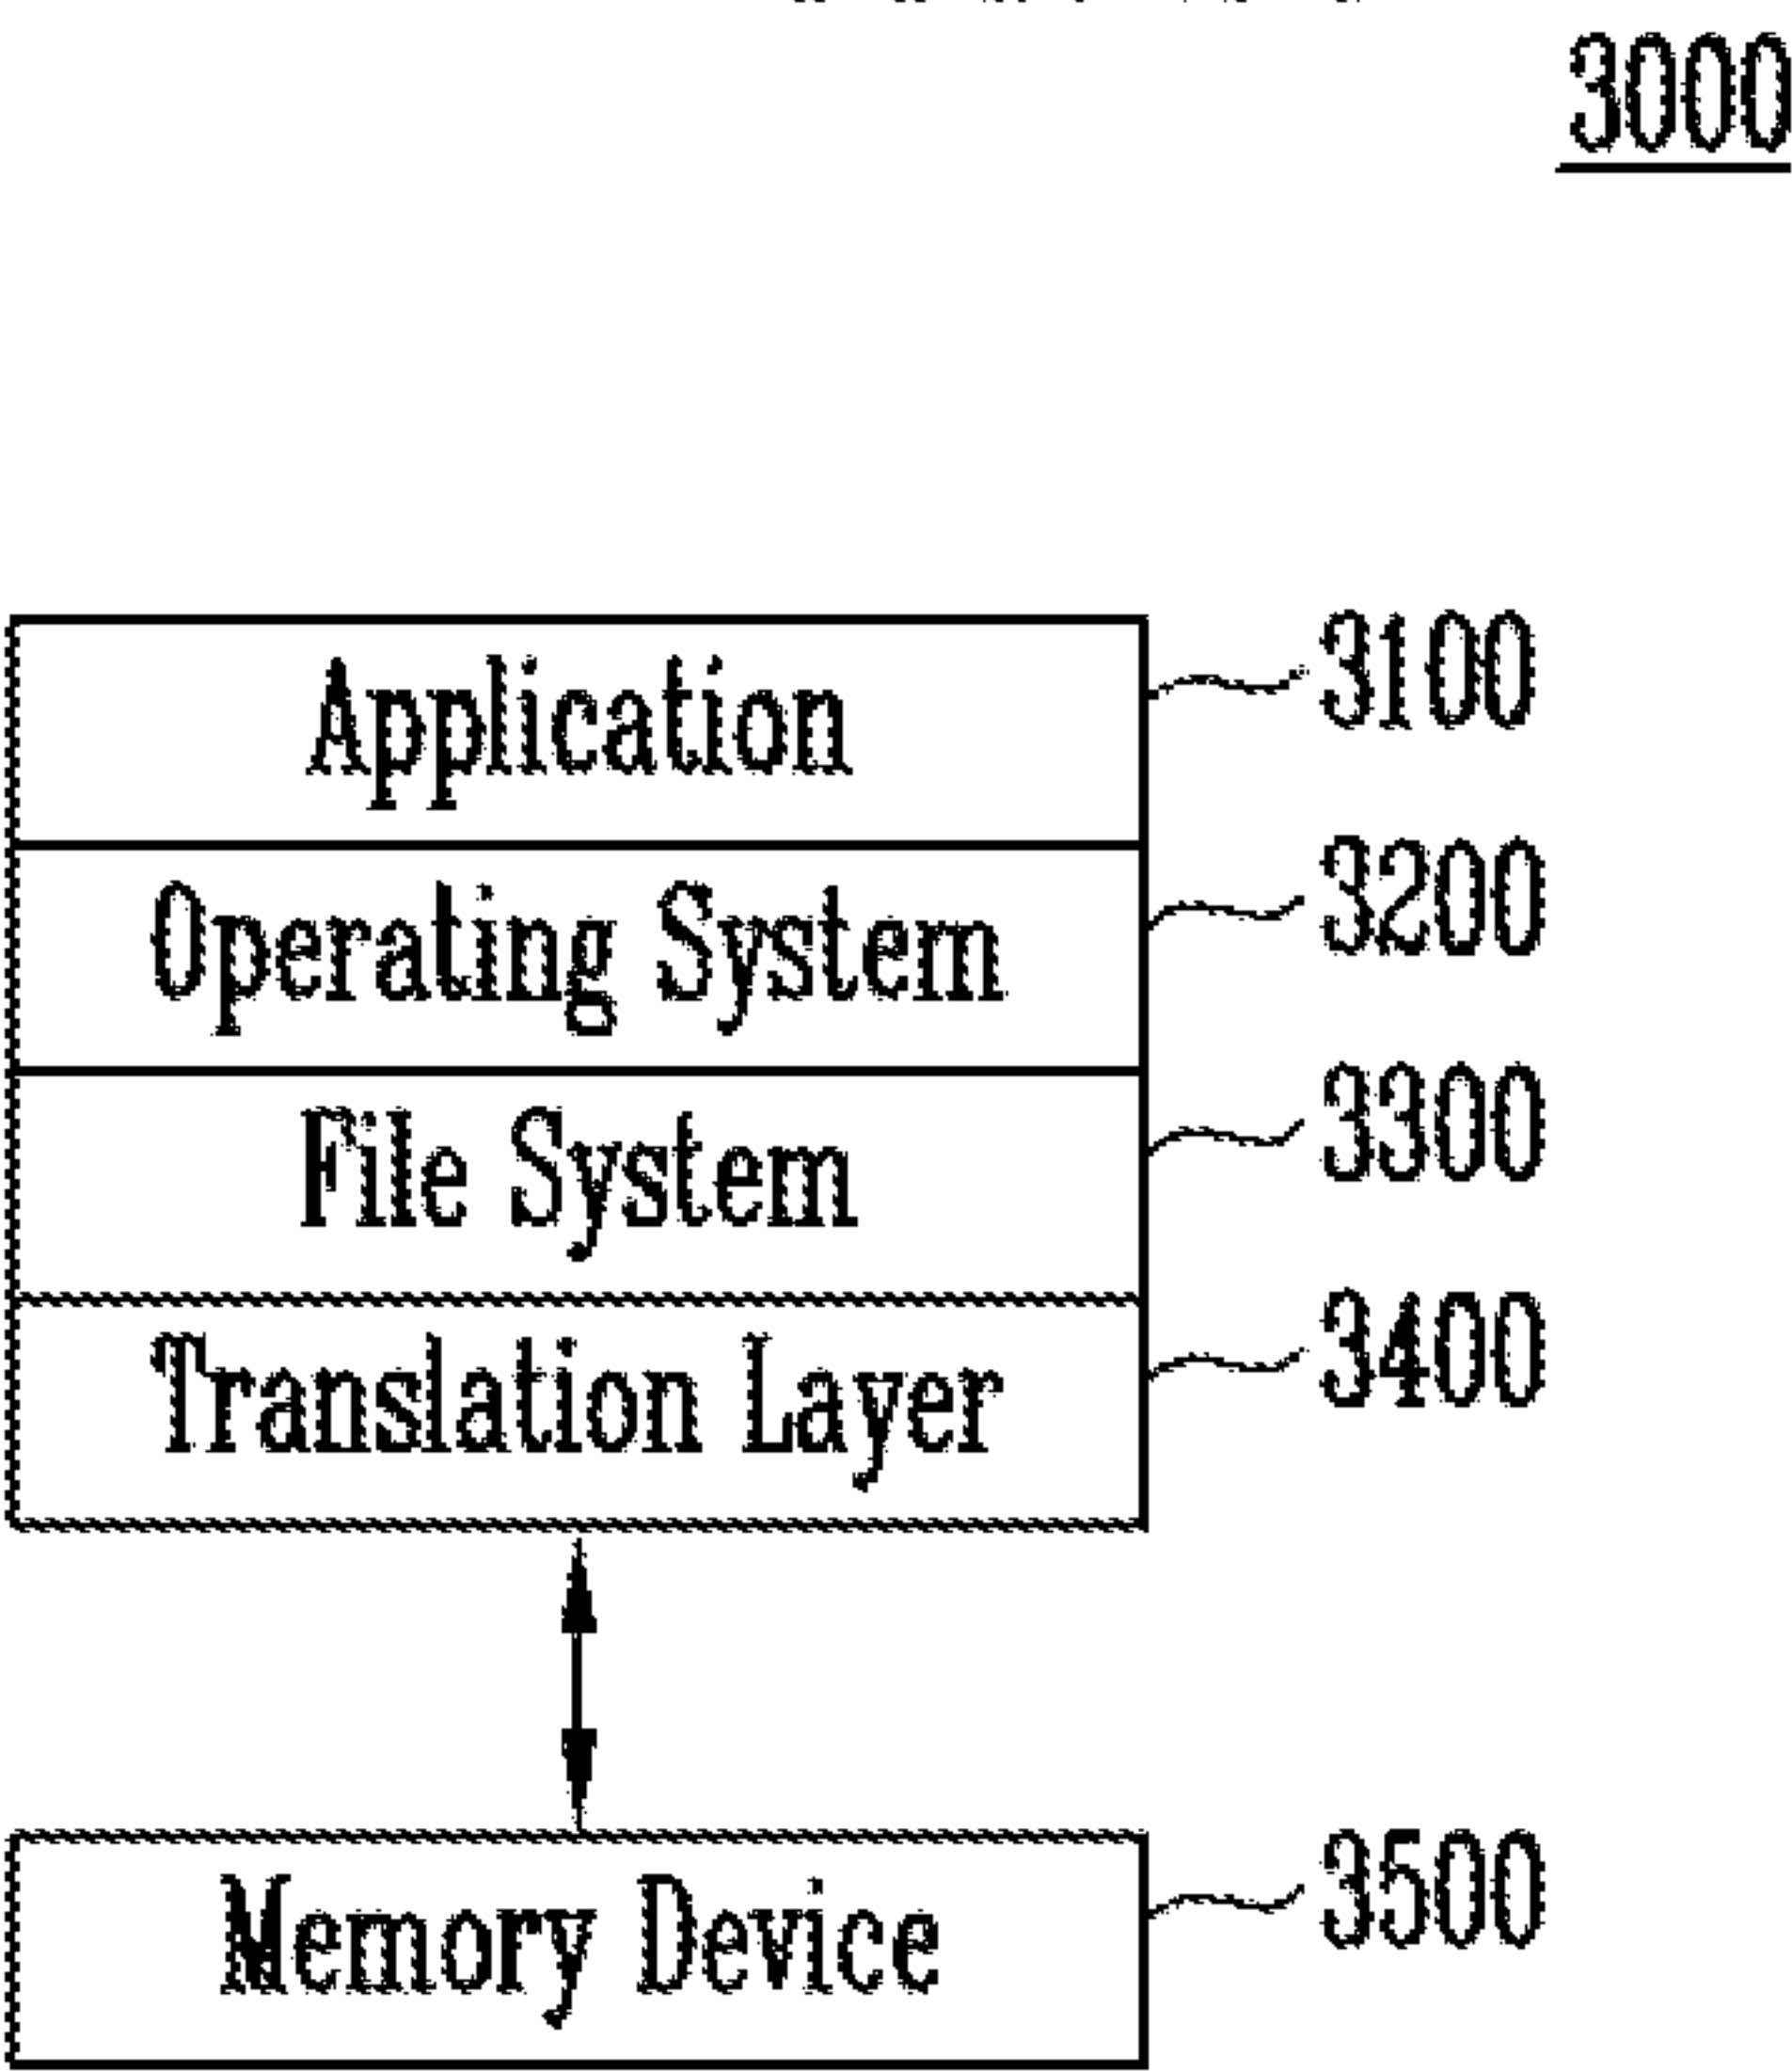 3000
Application 3100
Operating System 3200
File System 3300
Translation Layer 3400
Memory Device 3500